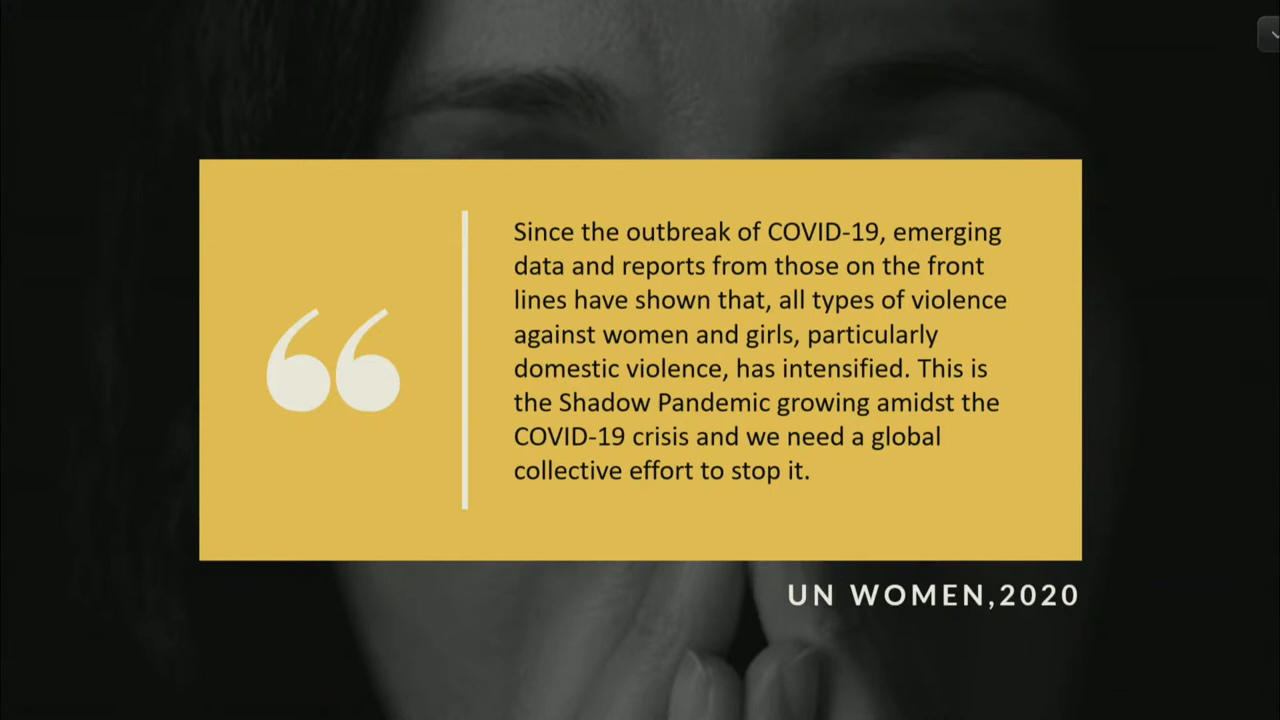 Since the outbreak of COVID-19, emerging
data and reports from those on the front
lines have shown that, all types of violence
against women and girls, particularly
domestic violence, has intensified. This is
the Shadow Pandemic growing amidst the
COVID-19 crisis and we need a global
collective effort to stop it.
UN WOMEN,2020